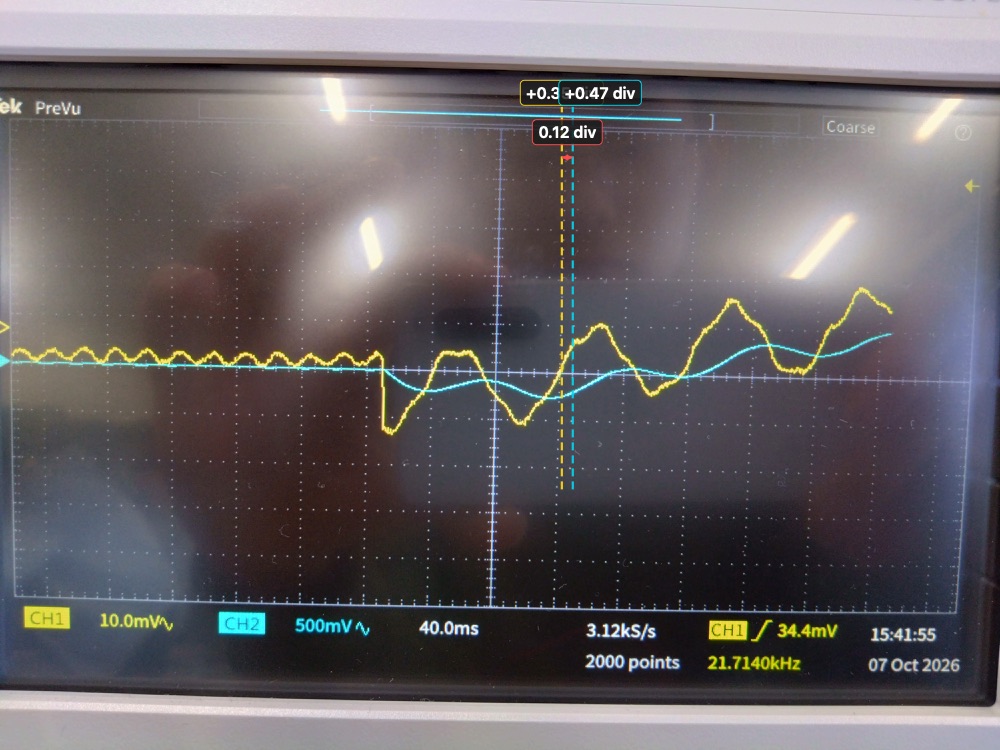 PreVu
+0.3 +0.47 div
0.12 div
Coarse
?
CH1 10.0mV CH2 500mV 40.0ms 3.12kS/s CH1 34.4mV 15:41:55
2000 points 21.7140kHz 07 Oct 2026